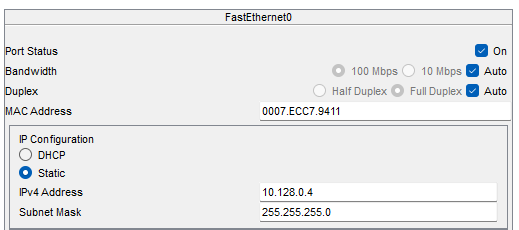 FastEthernet0
Port Status On
Bandwidth 100 Mbps 10 Mbps Auto
Duplex Half Duplex Full Duplex Auto
MAC Address 0007.ECC7.9411
IP Configuration
DHCP
Static
IPv4 Address 10.128.0.4
Subnet Mask 255.255.255.0